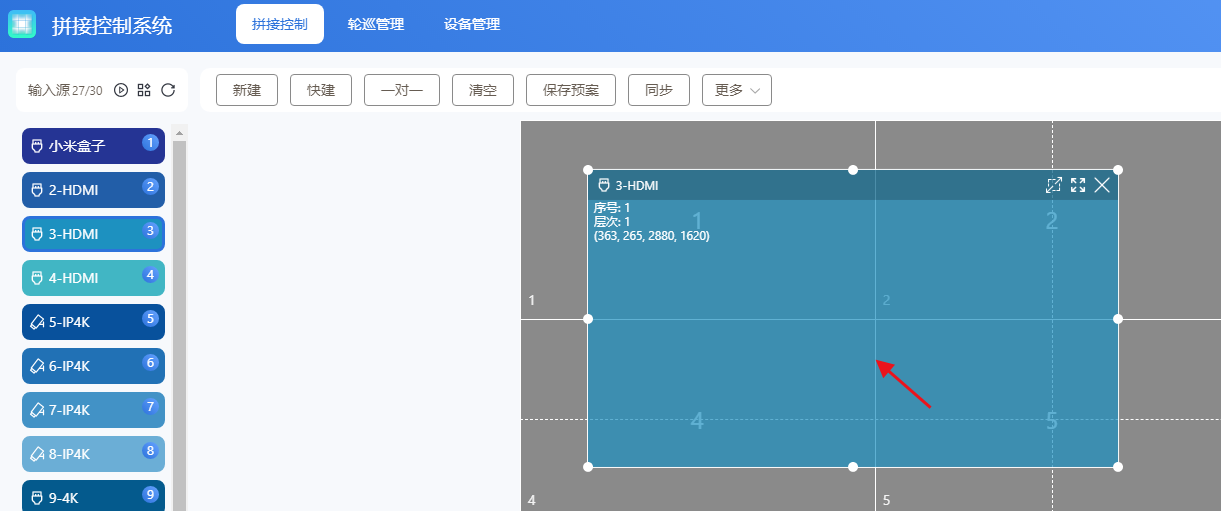 拼接控制系统
拼接控制 轮巡管理 设备管理
输入源 27/30
新建 快建 一对一 清空 保存预案 同步 更多
小米盒子 1
2-HDMI 2
3-HDMI 3
4-HDMI 4
5-IP4K 5
6-IP4K 6
7-IP4K 7
8-IP4K 8
9-4K 9
3-HDMI
序号: 1
层次: 1
(363, 265, 2880, 1620)
1 2
1 2
4 5
4 5